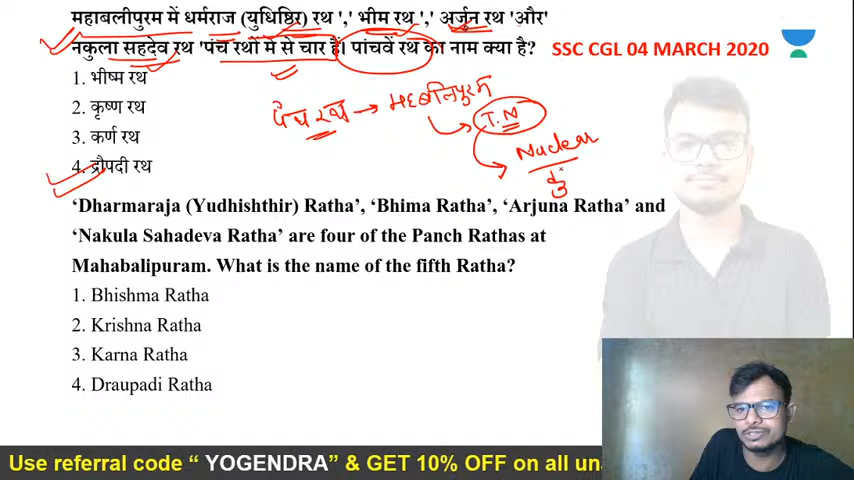 महाबलीपुरम में धर्मराज (युधिष्ठिर) रथ ',' भीम रथ ',' अर्जुन रथ 'और'
नकुला सहदेव रथ 'पंच रथों मे से चार हैं। पांचवें रथ का नाम क्या है?
SSC CGL 04 MARCH 2020
1. भीष्म रथ
2. कृष्ण रथ
3. कर्ण रथ
4. द्रौपदी रथ
पंच रथ → महाबलिपुरम
T.N
Nuclear
‘Dharmaraja (Yudhishthir) Ratha’, ‘Bhima Ratha’, ‘Arjuna Ratha’ and
‘Nakula Sahadeva Ratha’ are four of the Panch Rathas at
Mahabalipuram. What is the name of the fifth Ratha?
1. Bhishma Ratha
2. Krishna Ratha
3. Karna Ratha
4. Draupadi Ratha
Use referral code “ YOGENDRA” & GET 10% OFF on all una